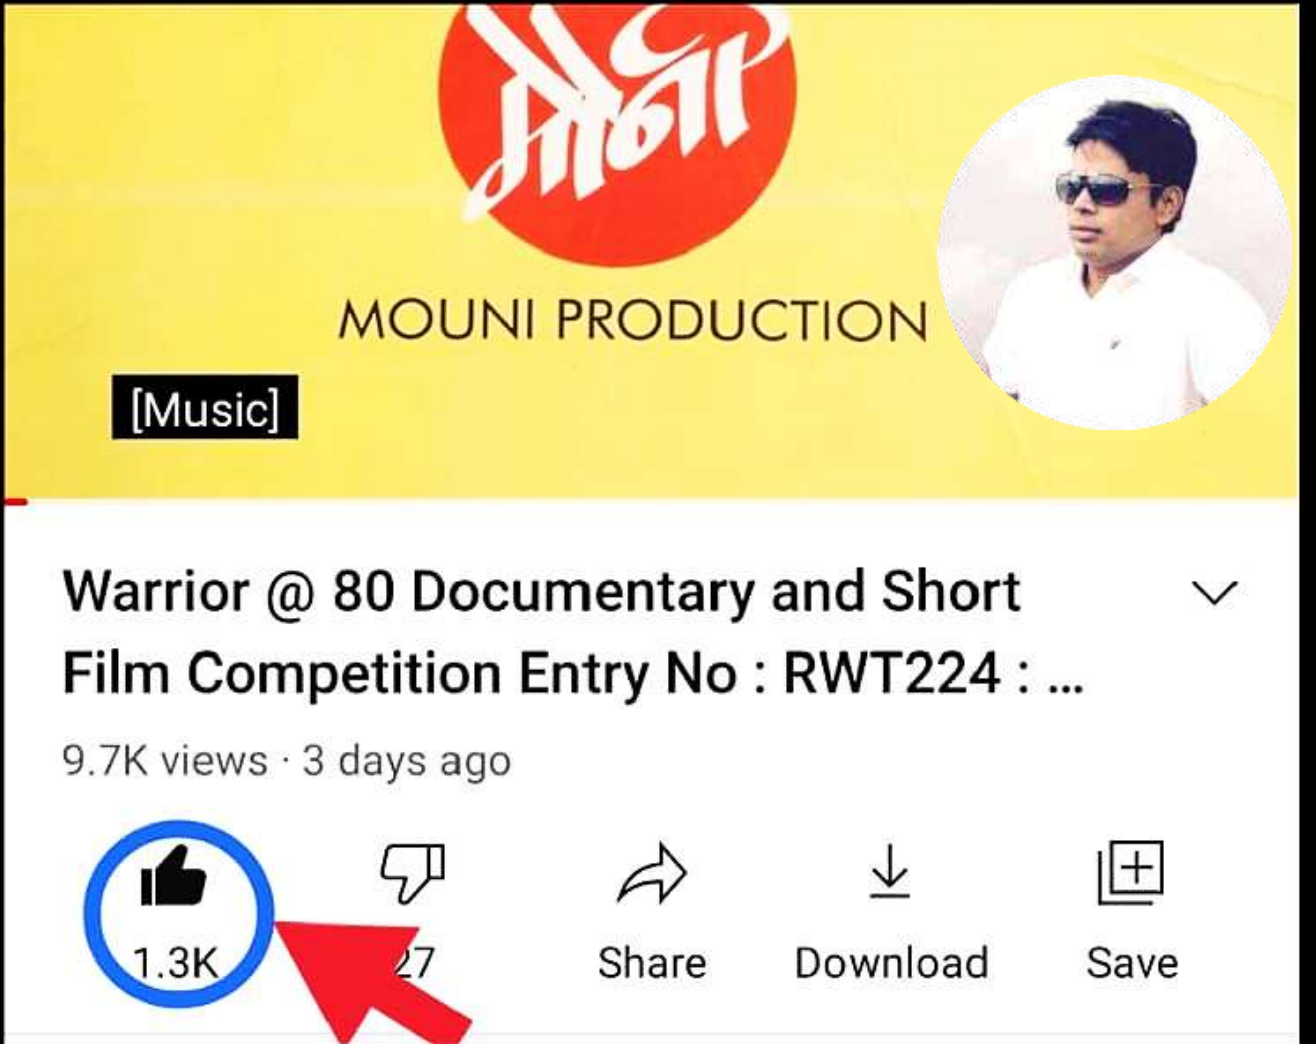 मौनी
MOUNI PRODUCTION
[Music]
Warrior @ 80 Documentary and Short
Film Competition Entry No : RWT224 : ...
9.7K views · 3 days ago
1.3K
27
Share
Download
Save